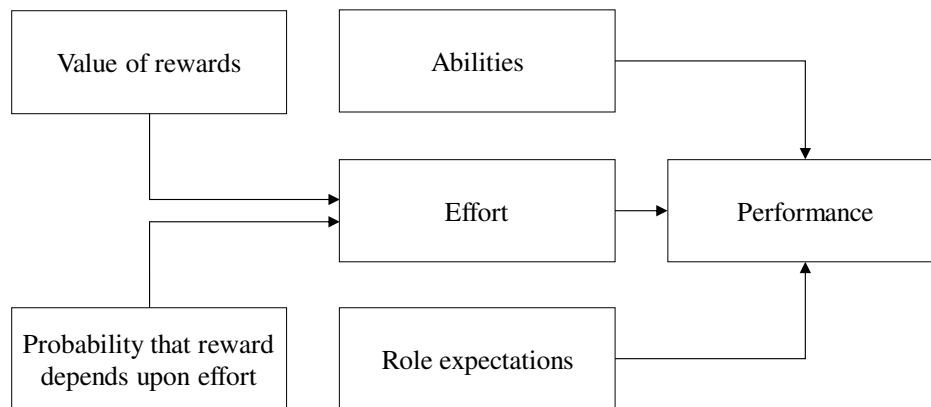 Value of rewards
Abilities
Effort
Performance
Probability that reward
depends upon effort
Role expectations